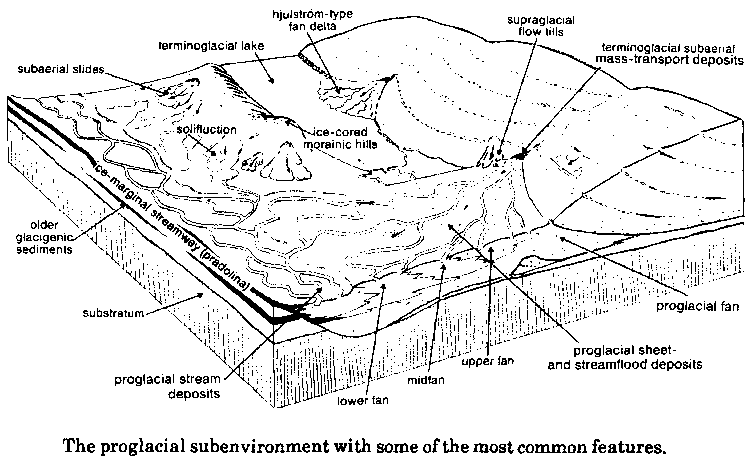 hjulström-type
fan delta
supraglacial
flow tills
terminoglacial lake
terminoglacial subaerial
mass-transport deposits
subaerial slides
solifluction
ice-cored
morainic hills
ice-marginal streamway (pradolina)
older
glacigenic
sediments
substratum
proglacial fan
proglacial sheet-
and streamflood deposits
upper fan
midfan
lower fan
proglacial stream
deposits
The proglacial subenvironment with some of the most common features.